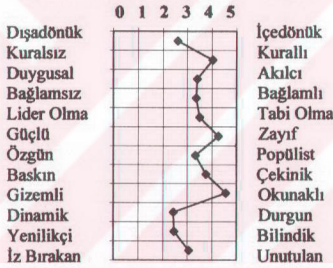 0 1 2 3 4 5
Dışadönük İçedönük
Kuralsız Kurallı
Duygusal Akılcı
Bağlamsız Bağlamlı
Lider Olma Tabi Olma
Güçlü Zayıf
Özgün Popülist
Baskın Çekinik
Gizemli Okunaklı
Dinamik Durgun
Yenilikçi Bilindik
İz Bırakan Unutulan